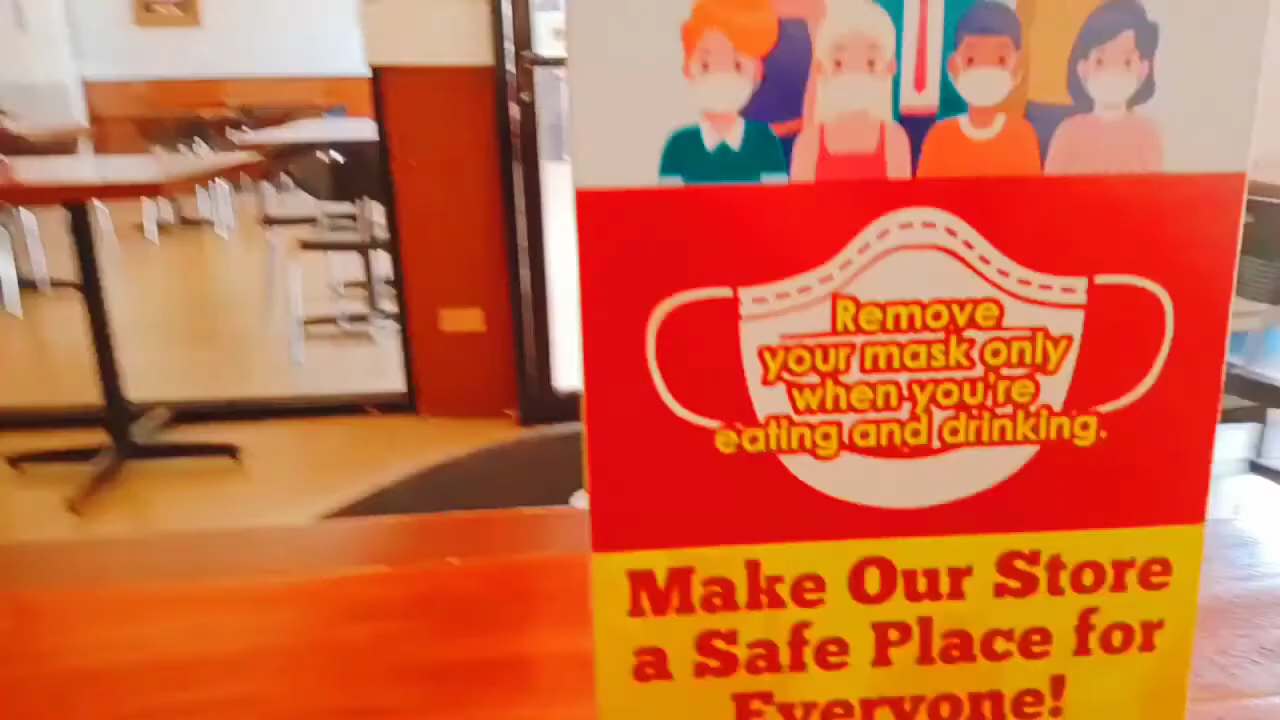 Remove
your mask only
when you're
eating and drinking.
Make Our Store
a Safe Place for
Everyone!